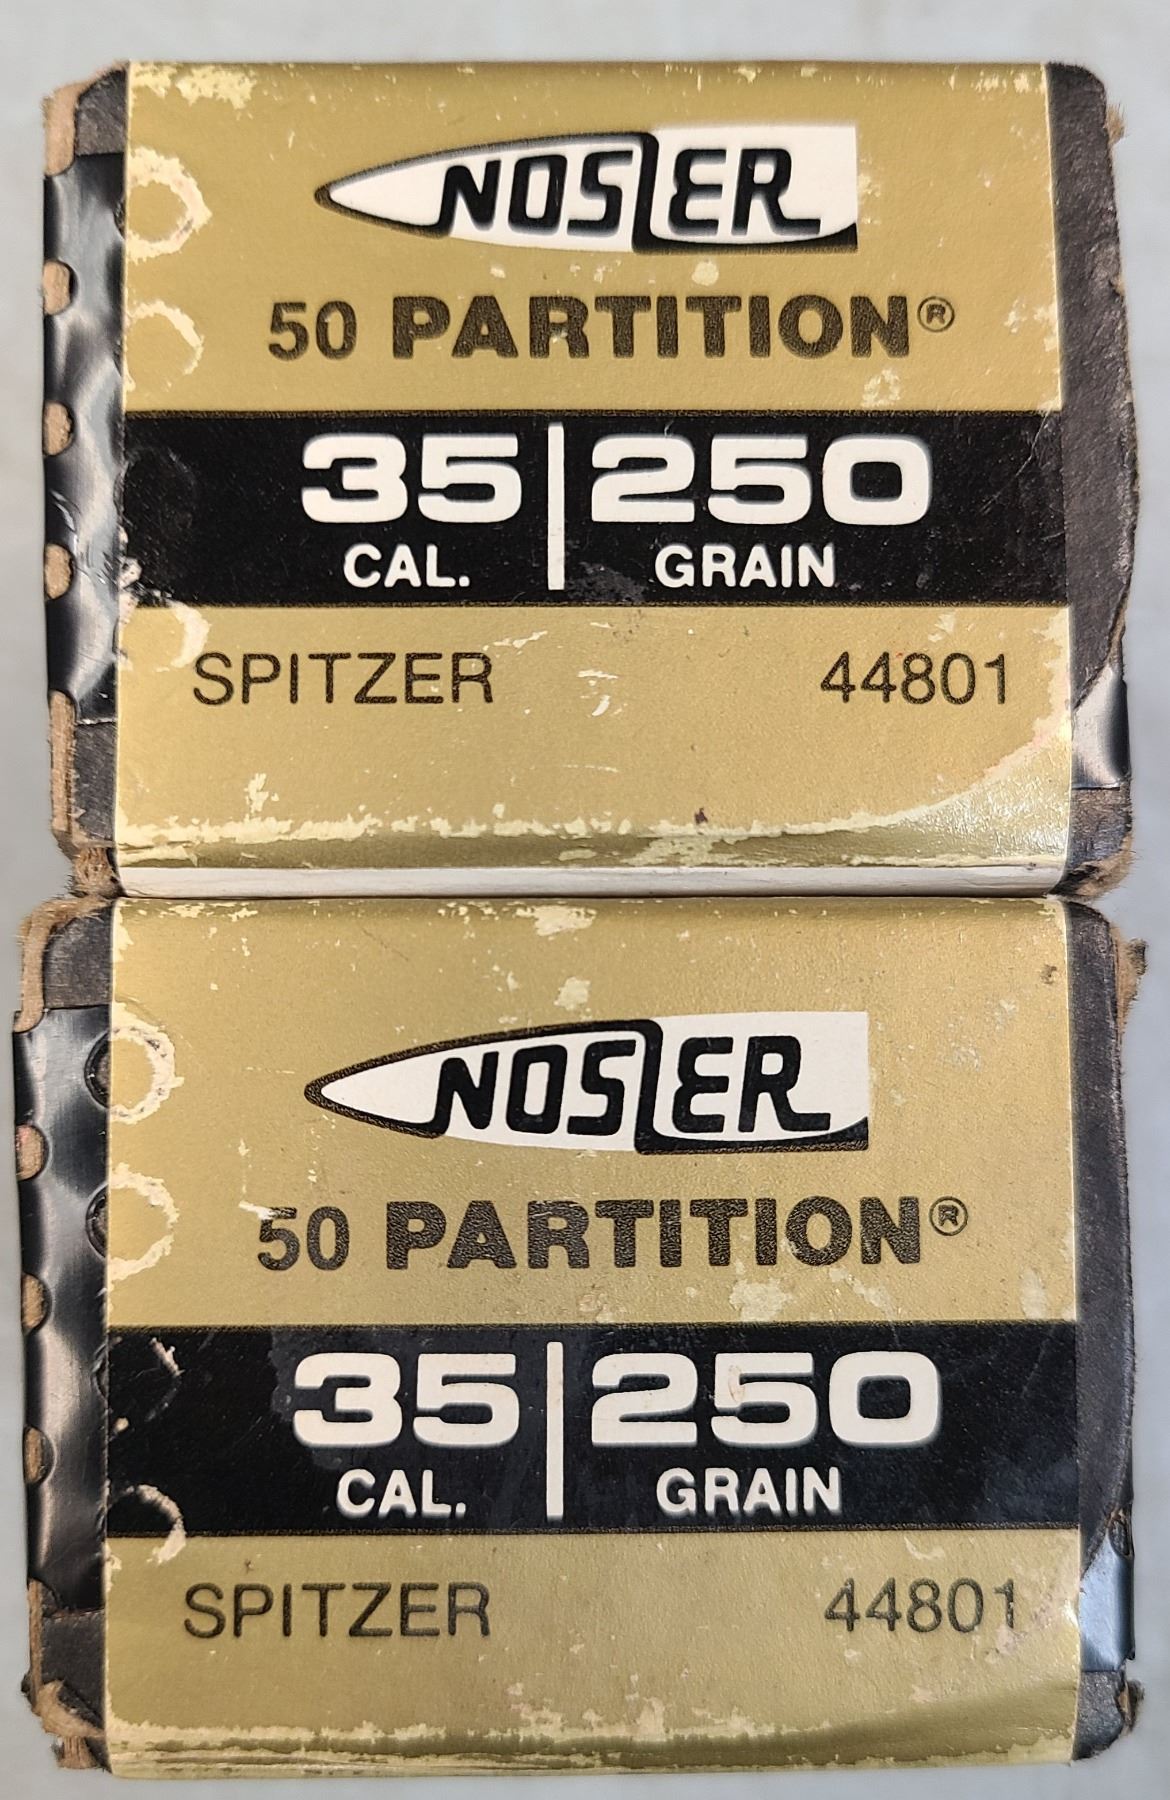 NOSLER
50 PARTITION®
35 | 250
CAL. GRAIN
SPITZER 44801
NOSLER
50 PARTITION®
35 | 250
CAL. GRAIN
SPITZER 44801